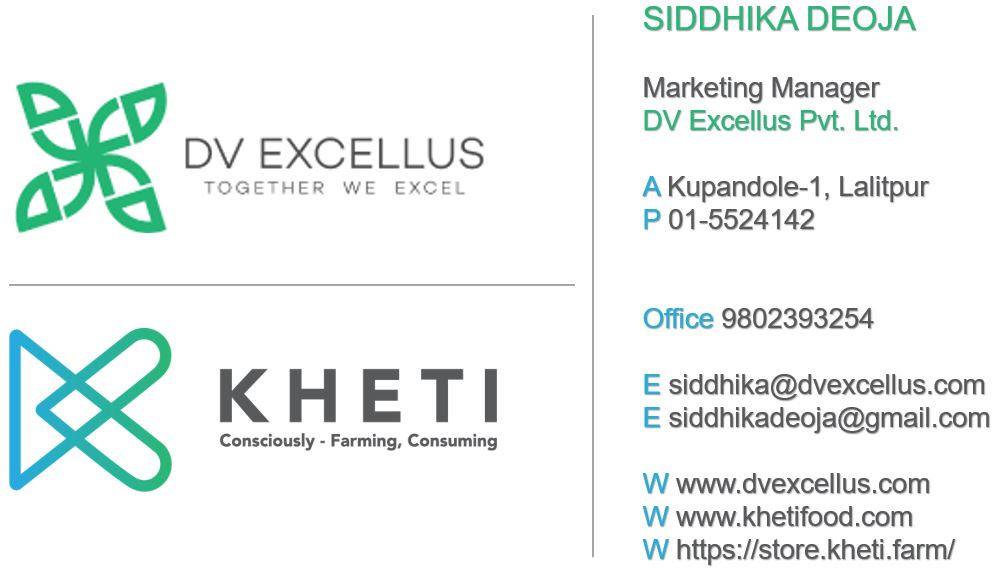 DV EXCELLUS
TOGETHER WE EXCEL
KHETI
Consciously - Farming, Consuming
SIDDHIKA DEOJA
Marketing Manager
DV Excellus Pvt. Ltd.
A Kupandole-1, Lalitpur
P 01-5524142
Office 9802393254
E siddhika@dvexcellus.com
E siddhikadeoja@gmail.com
W www.dvexcellus.com
W www.khetifood.com
W https://store.kheti.farm/